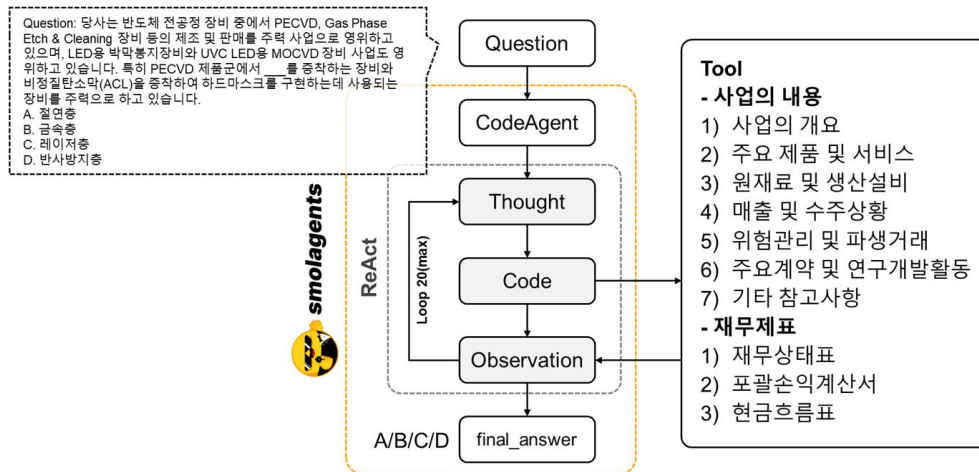 Question: 당사는 반도체 전공정 장비 중에서 PECVD, Gas Phase
Etch & Cleaning 장비 등의 제조 및 판매를 주력 사업으로 영위하고
있으며, LED용 박막봉지장비와 UVC LED용 MOCVD 장비 사업도 영
위하고 있습니다. 특히 PECVD 제품군에서 ___를 증착하는 장비와
비정질탄소막(ACL)을 증착하여 하드마스크를 구현하는데 사용되는
장비를 주력으로 하고 있습니다.
A. 절연층
B. 금속층
C. 레이저층
D. 반사방지층
Question
CodeAgent
smolagents
ReAct
Loop 20(max)
Thought
Code
Observation
A/B/C/D
final_answer
Tool
- 사업의 내용
1) 사업의 개요
2) 주요 제품 및 서비스
3) 원재료 및 생산설비
4) 매출 및 수주상황
5) 위험관리 및 파생거래
6) 주요계약 및 연구개발활동
7) 기타 참고사항
- 재무제표
1) 재무상태표
2) 포괄손익계산서
3) 현금흐름표